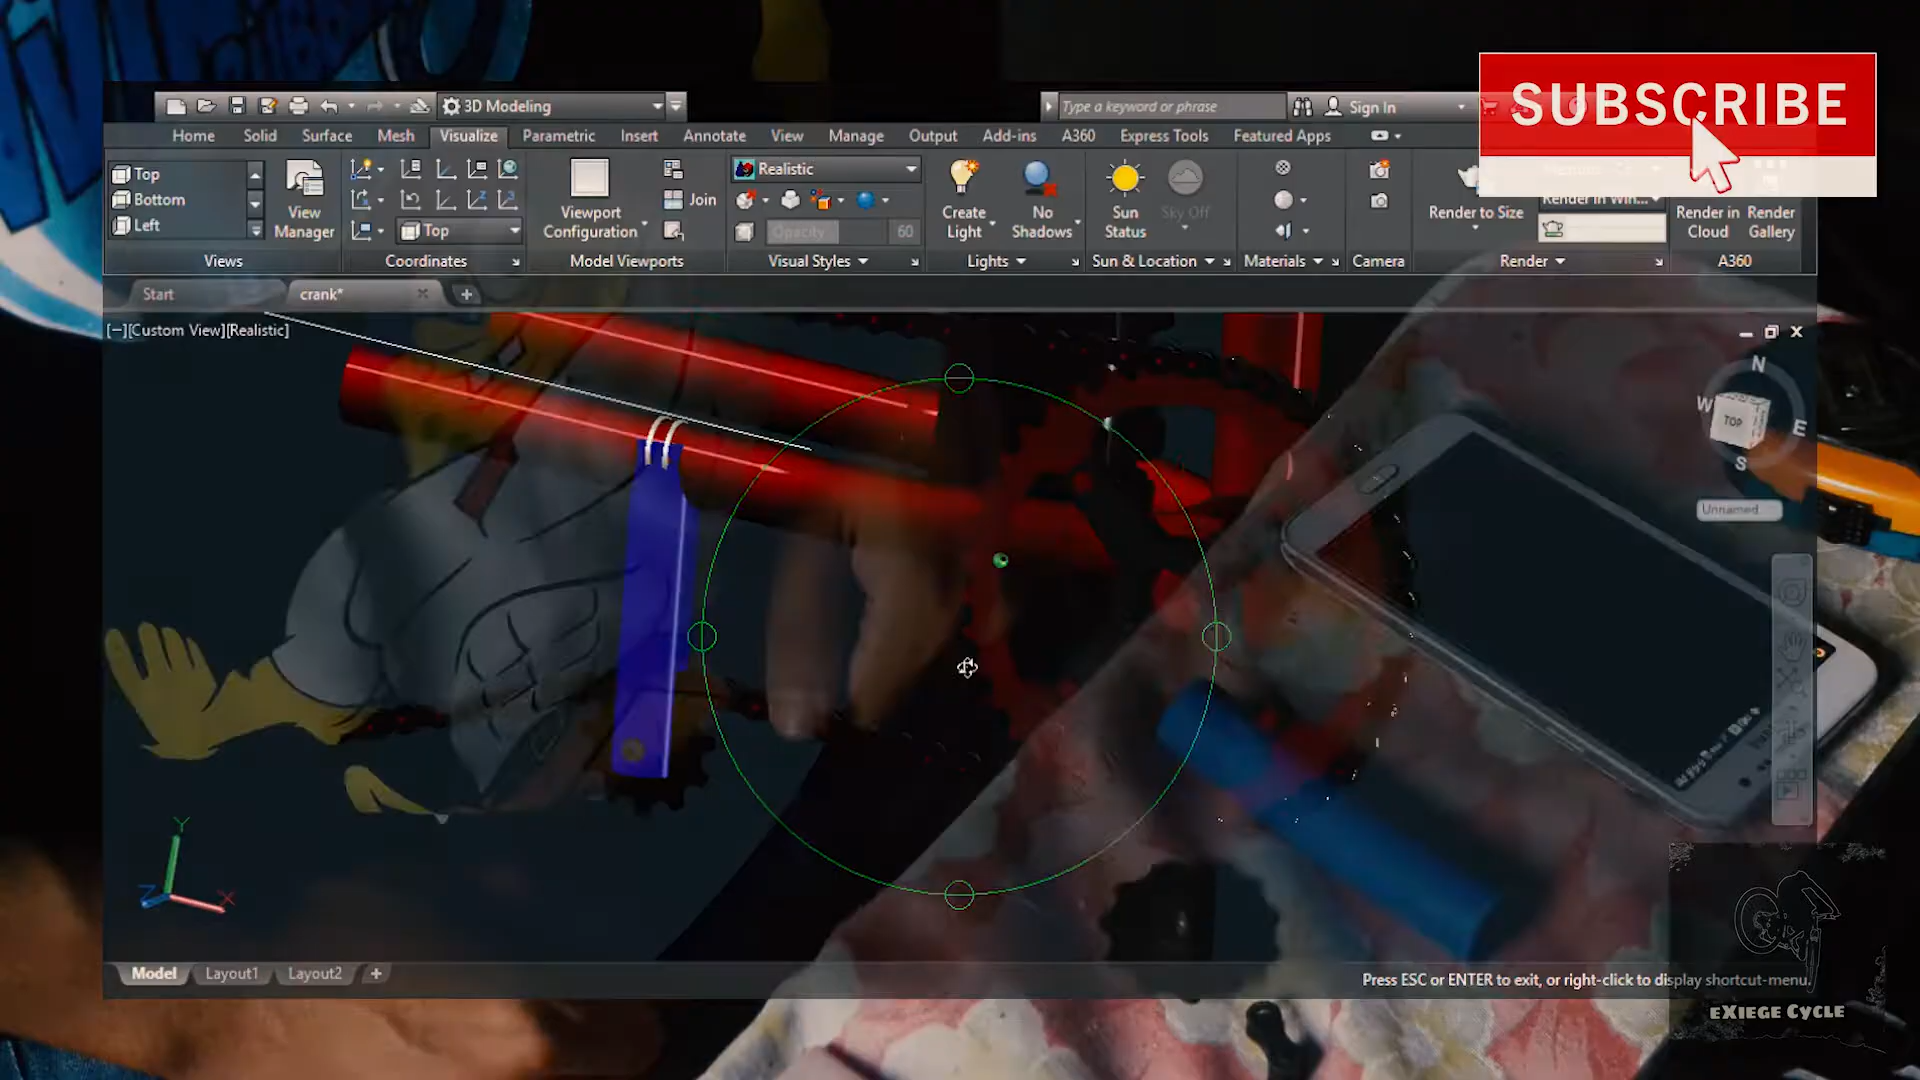 SUBSCRIBE
3D Modeling
Type a keyword or phrase
Sign In
Home Solid Surface Mesh Visualize Parametric Insert Annotate View Manage Output Add-ins A360 Express Tools Featured Apps
Top
Bottom
Left
View
Manager
Top
Viewport
Configuration
Join
Realistic
Opacity 60
Create
Light
No
Shadows
Sun
Status
Sky Off
Render to Size
Render in Win...
Render in
Cloud
Render
Gallery
Views Coordinates Model Viewports Visual Styles Lights Sun & Location Materials Camera Render A360
Start crank*
[−][Custom View][Realistic]
N
W
TOP
E
S
Unnamed
Y
Z
X
Model Layout1 Layout2
Press ESC or ENTER to exit, or right-click to display shortcut-menu.
eXiege Cycle